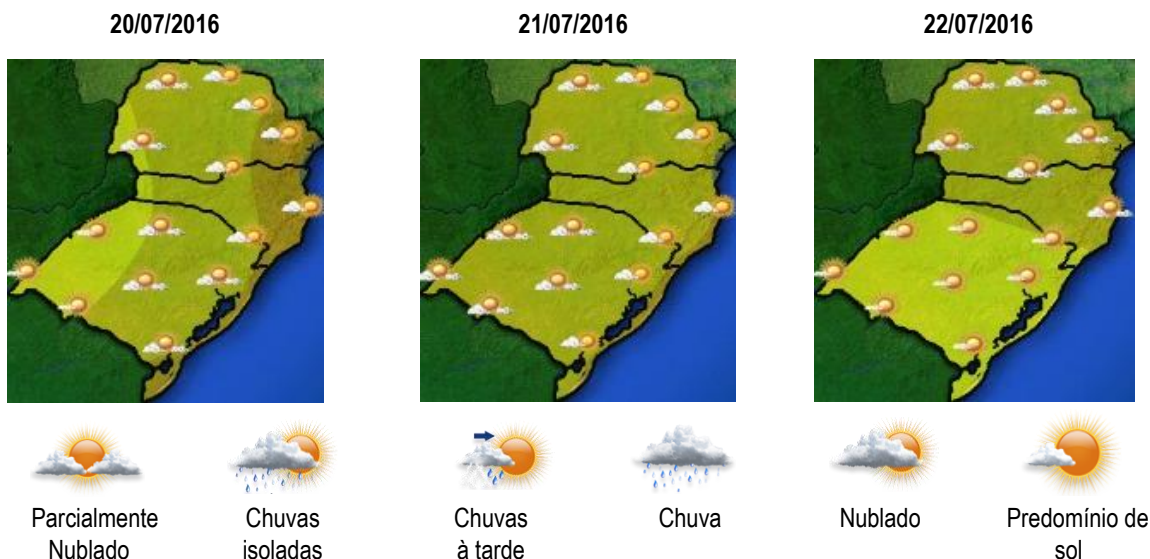 20/07/2016
21/07/2016
22/07/2016
Parcialmente
Nublado
Chuvas
isoladas
Chuvas
à tarde
Chuva
Nublado
Predomínio de
sol